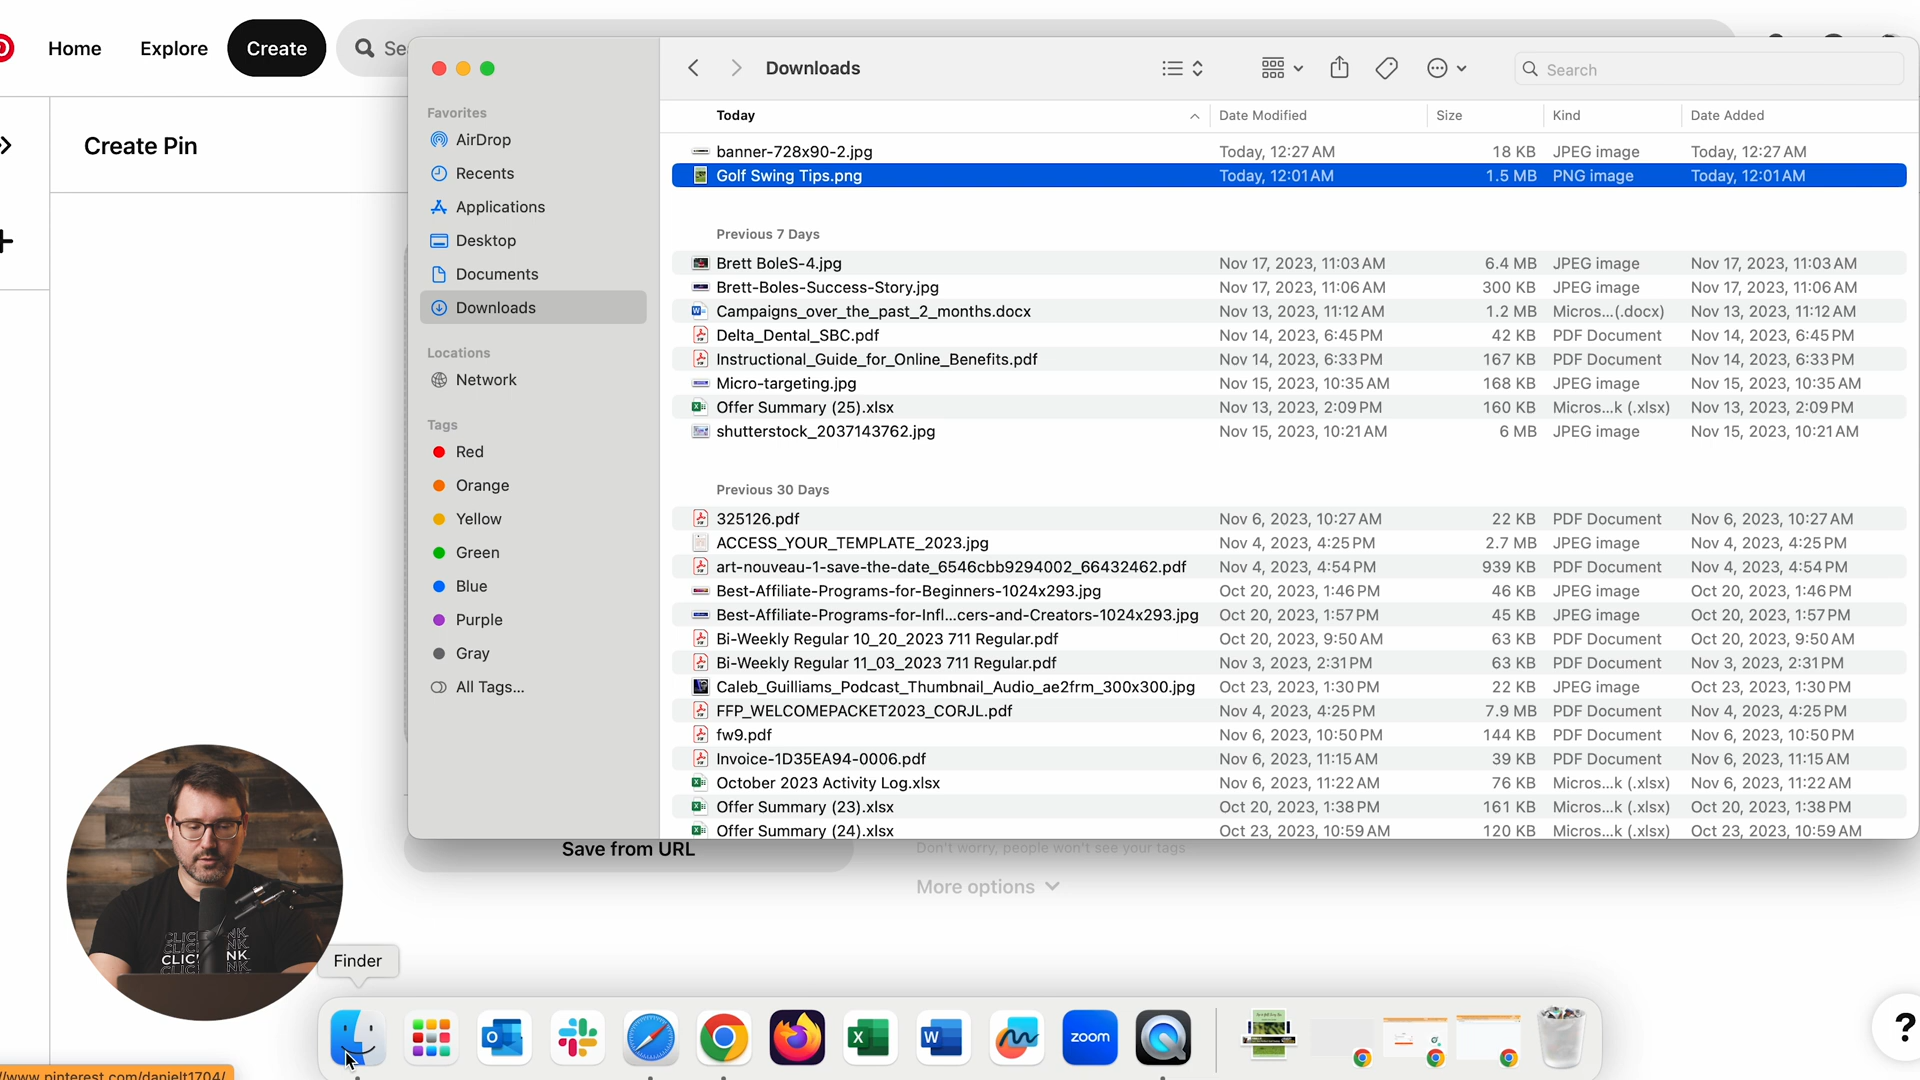 Home Explore Create Se
Create Pin
Downloads
Search
Favorites
AirDrop
Recents
Applications
Desktop
Documents
Downloads
Locations
Network
Tags
Red
Orange
Yellow
Green
Blue
Purple
Gray
All Tags...
Today Date Modified Size Kind Date Added
banner-728x90-2.jpg Today, 12:27 AM 18 KB JPEG image Today, 12:27 AM
Golf Swing Tips.png Today, 12:01 AM 1.5 MB PNG image Today, 12:01 AM
Previous 7 Days
Brett BoleS-4.jpg Nov 17, 2023, 11:03 AM 6.4 MB JPEG image Nov 17, 2023, 11:03 AM
Brett-Boles-Success-Story.jpg Nov 17, 2023, 11:06 AM 300 KB JPEG image Nov 17, 2023, 11:06 AM
Campaigns_over_the_past_2_months.docx Nov 13, 2023, 11:12 AM 1.2 MB Micros...(.docx) Nov 13, 2023, 11:12 AM
Delta_Dental_SBC.pdf Nov 14, 2023, 6:45 PM 42 KB PDF Document Nov 14, 2023, 6:45 PM
Instructional_Guide_for_Online_Benefits.pdf Nov 14, 2023, 6:33 PM 167 KB PDF Document Nov 14, 2023, 6:33 PM
Micro-targeting.jpg Nov 15, 2023, 10:35 AM 168 KB JPEG image Nov 15, 2023, 10:35 AM
Offer Summary (25).xlsx Nov 13, 2023, 2:09 PM 160 KB Micros...k (.xlsx) Nov 13, 2023, 2:09 PM
shutterstock_2037143762.jpg Nov 15, 2023, 10:21 AM 6 MB JPEG image Nov 15, 2023, 10:21 AM
Previous 30 Days
325126.pdf Nov 6, 2023, 10:27 AM 22 KB PDF Document Nov 6, 2023, 10:27 AM
ACCESS_YOUR_TEMPLATE_2023.jpg Nov 4, 2023, 4:25 PM 2.7 MB JPEG image Nov 4, 2023, 4:25 PM
art-nouveau-1-save-the-date_6546cbb9294002_66432462.pdf Nov 4, 2023, 4:54 PM 939 KB PDF Document Nov 4, 2023, 4:54 PM
Best-Affiliate-Programs-for-Beginners-1024x293.jpg Oct 20, 2023, 1:46 PM 46 KB JPEG image Oct 20, 2023, 1:46 PM
Best-Affiliate-Programs-for-Infl...cers-and-Creators-1024x293.jpg Oct 20, 2023, 1:57 PM 45 KB JPEG image Oct 20, 2023, 1:57 PM
Bi-Weekly Regular 10_20_2023 711 Regular.pdf Oct 20, 2023, 9:50 AM 63 KB PDF Document Oct 20, 2023, 9:50 AM
Bi-Weekly Regular 11_03_2023 711 Regular.pdf Nov 3, 2023, 2:31 PM 63 KB PDF Document Nov 3, 2023, 2:31 PM
Caleb_Guilliams_Podcast_Thumbnail_Audio_ae2frm_300x300.jpg Oct 23, 2023, 1:30 PM 22 KB JPEG image Oct 23, 2023, 1:30 PM
FFP_WELCOMEPACKET2023_CORJL.pdf Nov 4, 2023, 4:25 PM 7.9 MB PDF Document Nov 4, 2023, 4:25 PM
fw9.pdf Nov 6, 2023, 10:50 PM 144 KB PDF Document Nov 6, 2023, 10:50 PM
Invoice-1D35EA94-0006.pdf Nov 6, 2023, 11:15 AM 39 KB PDF Document Nov 6, 2023, 11:15 AM
October 2023 Activity Log.xlsx Nov 6, 2023, 11:22 AM 76 KB Micros...k (.xlsx) Nov 6, 2023, 11:22 AM
Offer Summary (23).xlsx Oct 20, 2023, 1:38 PM 161 KB Micros...k (.xlsx) Oct 20, 2023, 1:38 PM
Offer Summary (24).xlsx Oct 23, 2023, 10:59 AM 120 KB Micros...k (.xlsx) Oct 23, 2023, 10:59 AM
Save from URL
Don't worry, people won't see your tags
More options
CLICK NK
CLIC NK
CLIC NK.
Finder
zoom
?
//www.pinterest.com/danielt1704/